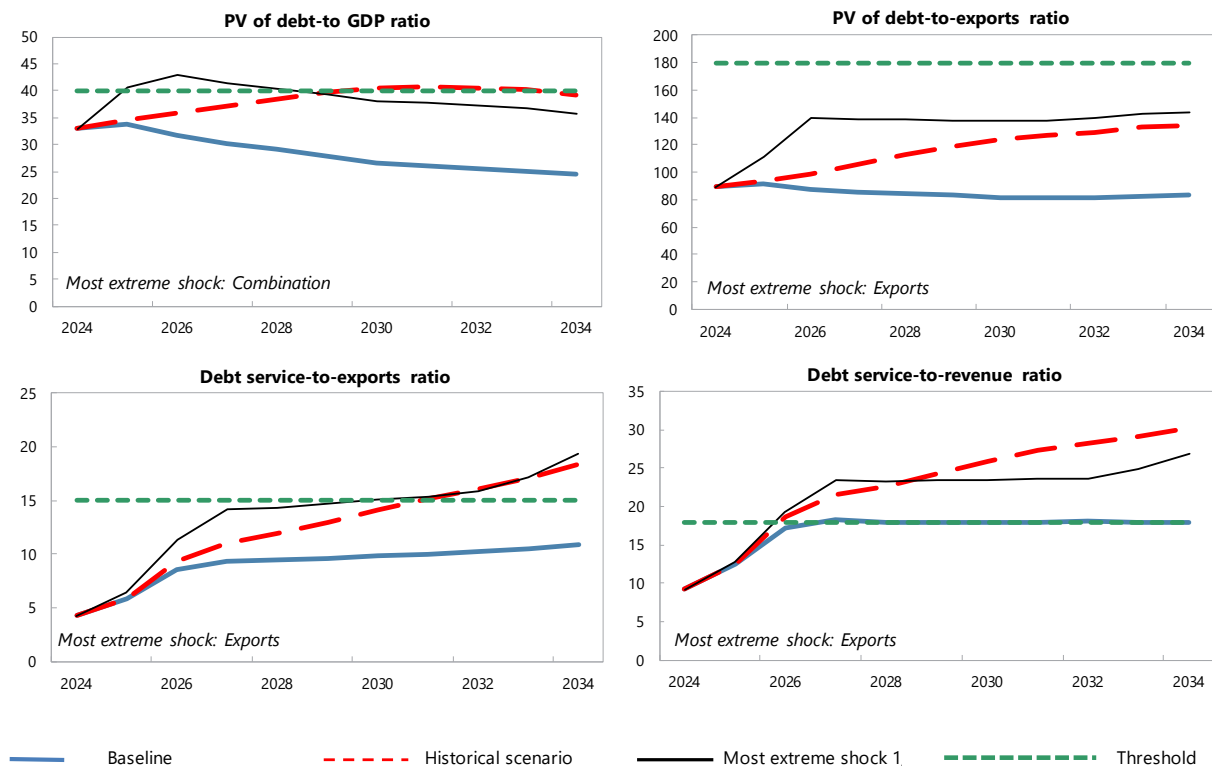 PV of debt-to GDP ratio
50
45
40
35
30
25
20
15
10
5
0
Most extreme shock: Combination
2024 2026 2028 2030 2032 2034
PV of debt-to-exports ratio
200
180
160
140
120
100
80
60
40
20
0
Most extreme shock: Exports
2024 2026 2028 2030 2032 2034
Debt service-to-exports ratio
25
20
15
10
5
0
Most extreme shock: Exports
2024 2026 2028 2030 2032 2034
Debt service-to-revenue ratio
35
30
25
20
15
10
5
0
Most extreme shock: Exports
2024 2026 2028 2030 2032 2034
Baseline Historical scenario Most extreme shock 1 Threshold